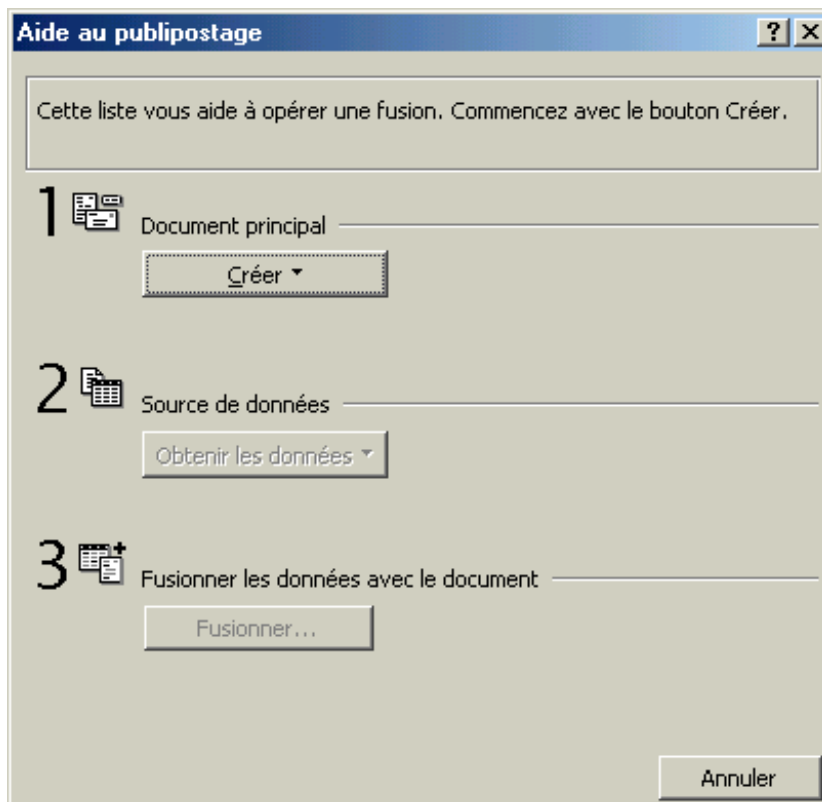 Aide au publipostage
Cette liste vous aide à opérer une fusion. Commencez avec le bouton Créer.
1
Document principal
Créer
2
Source de données
Obtenir les données
3
Fusionner les données avec le document
Fusionner...
Annuler